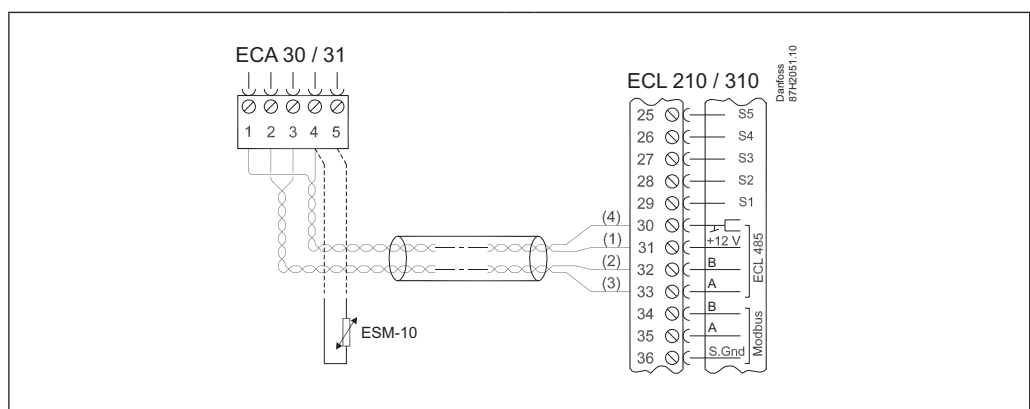 ECA 30 / 31
1 2 3 4 5
ESM-10
(4)
(1)
(2)
(3)
ECL 210 / 310
Danfoss
87H2051.10
25 S5
26 S4
27 S3
28 S2
29 S1
30
31 +12 V
32 B
33 A
34 B
35 A
36 S.Gnd
ECL 485
Modbus